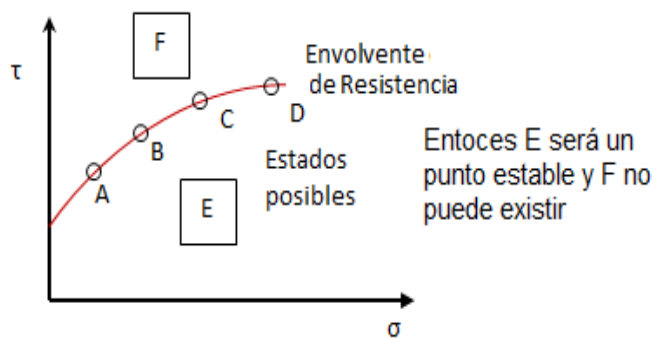 F
τ
Envolvente
de Resistencia
C
D
B
Entoces E será un
punto estable y F no
puede existir
Estados
posibles
A
E
σ